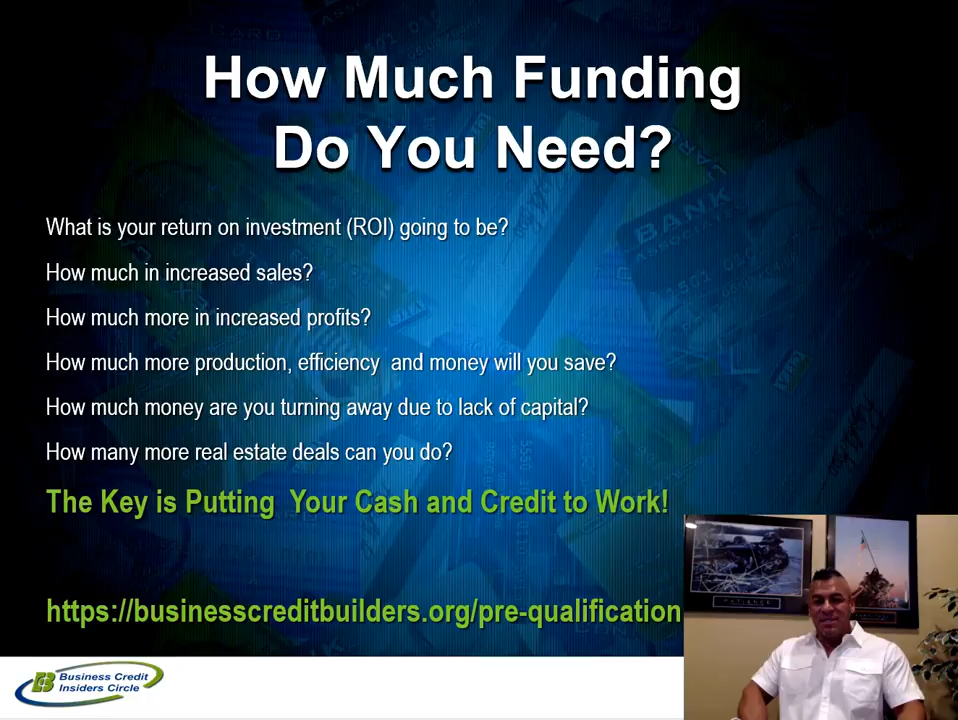 How Much Funding
Do You Need?
What is your return on investment (ROI) going to be?
How much in increased sales?
How much more in increased profits?
How much more production, efficiency  and money will you save?
How much money are you turning away due to lack of capital?
How many more real estate deals can you do?
The Key is Putting  Your Cash and Credit to Work!
https://businesscreditbuilders.org/pre-qualification
Business Credit
Insiders Circle
BANK
PATIENCE